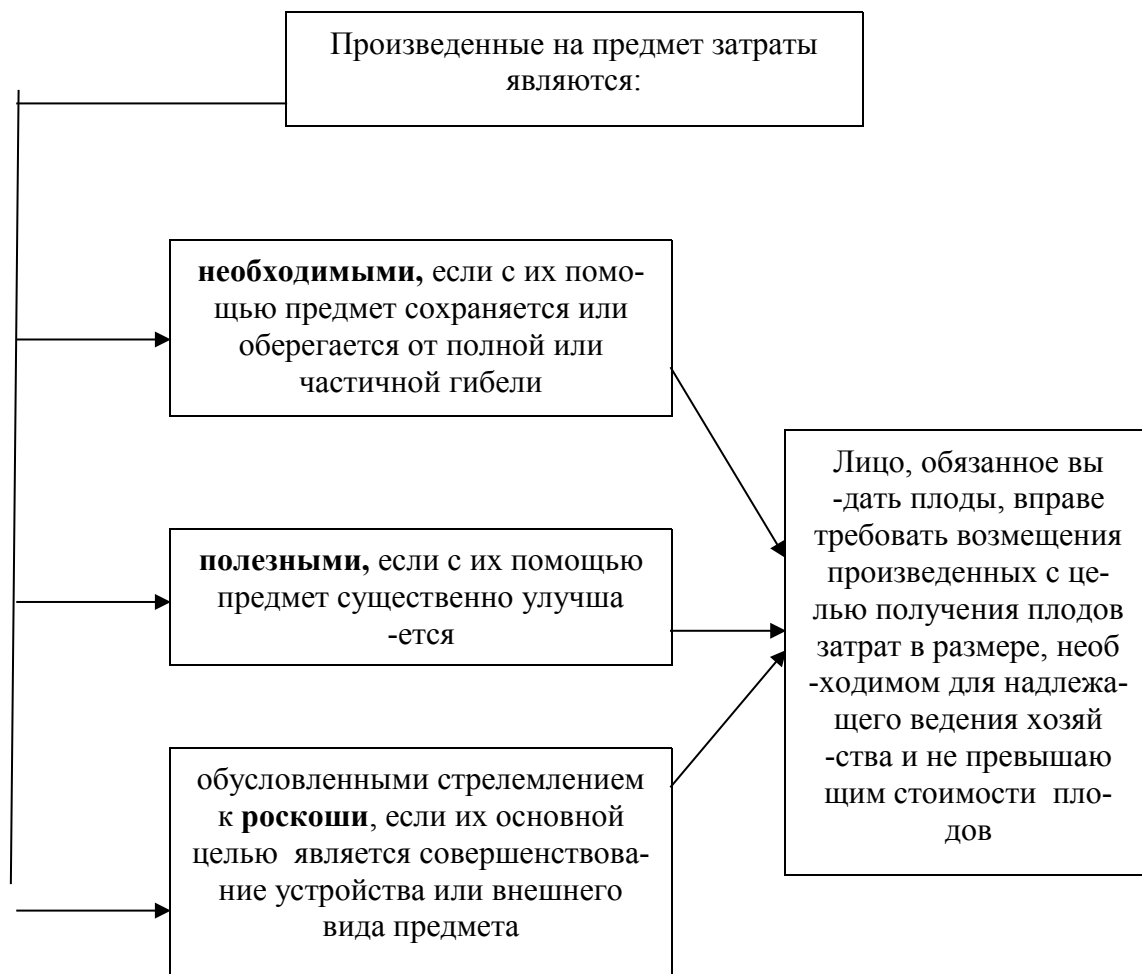 Произведенные на предмет затраты
являются:
необходимыми, если с их помо-
щью предмет сохраняется или
оберегается от полной или
частичной гибели
полезными, если с их помощью
предмет существенно улучша
-ется
обусловленными стрелемлением
к роскоши, если их основной
целью является совершенствова-
ние устройства или внешнего
вида предмета
Лицо, обязанное вы
-дать плоды, вправе
требовать возмещения
произведенных с це-
лью получения плодов
затрат в размере, необ
-ходимом для надлежа-
щего ведения хозяй
-ства и не превышаю
щим стоимости пло-
дов